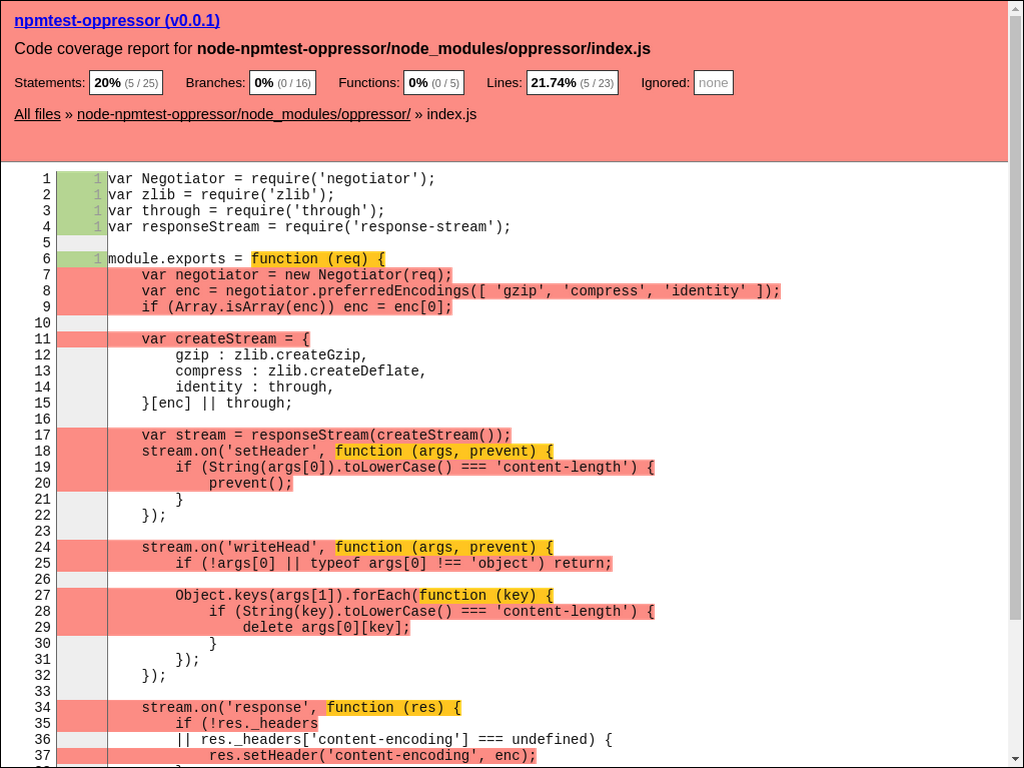 npmtest-oppressor (v0.0.1)
Code coverage report for node-npmtest-oppressor/node_modules/oppressor/index.js
Statements: 20% (5 / 25) Branches: 0% (0 / 16) Functions: 0% (0 / 5) Lines: 21.74% (5 / 23) Ignored: none
All files » node-npmtest-oppressor/node_modules/oppressor/ » index.js
1 1 var Negotiator = require('negotiator');
2 1 var zlib = require('zlib');
3 1 var through = require('through');
4 1 var responseStream = require('response-stream');
5
6 1 module.exports = function (req) {
7     var negotiator = new Negotiator(req);
8     var enc = negotiator.preferredEncodings([ 'gzip', 'compress', 'identity' ]);
9     if (Array.isArray(enc)) enc = enc[0];
10
11     var createStream = {
12         gzip : zlib.createGzip,
13         compress : zlib.createDeflate,
14         identity : through,
15     }[enc] || through;
16
17     var stream = responseStream(createStream());
18     stream.on('setHeader', function (args, prevent) {
19         if (String(args[0]).toLowerCase() === 'content-length') {
20             prevent();
21         }
22     });
23
24     stream.on('writeHead', function (args, prevent) {
25         if (!args[0] || typeof args[0] !== 'object') return;
26
27         Object.keys(args[1]).forEach(function (key) {
28             if (String(key).toLowerCase() === 'content-length') {
29                 delete args[0][key];
30             }
31         });
32     });
33
34     stream.on('response', function (res) {
35         if (!res._headers
36         || res._headers['content-encoding'] === undefined) {
37             res.setHeader('content-encoding', enc);